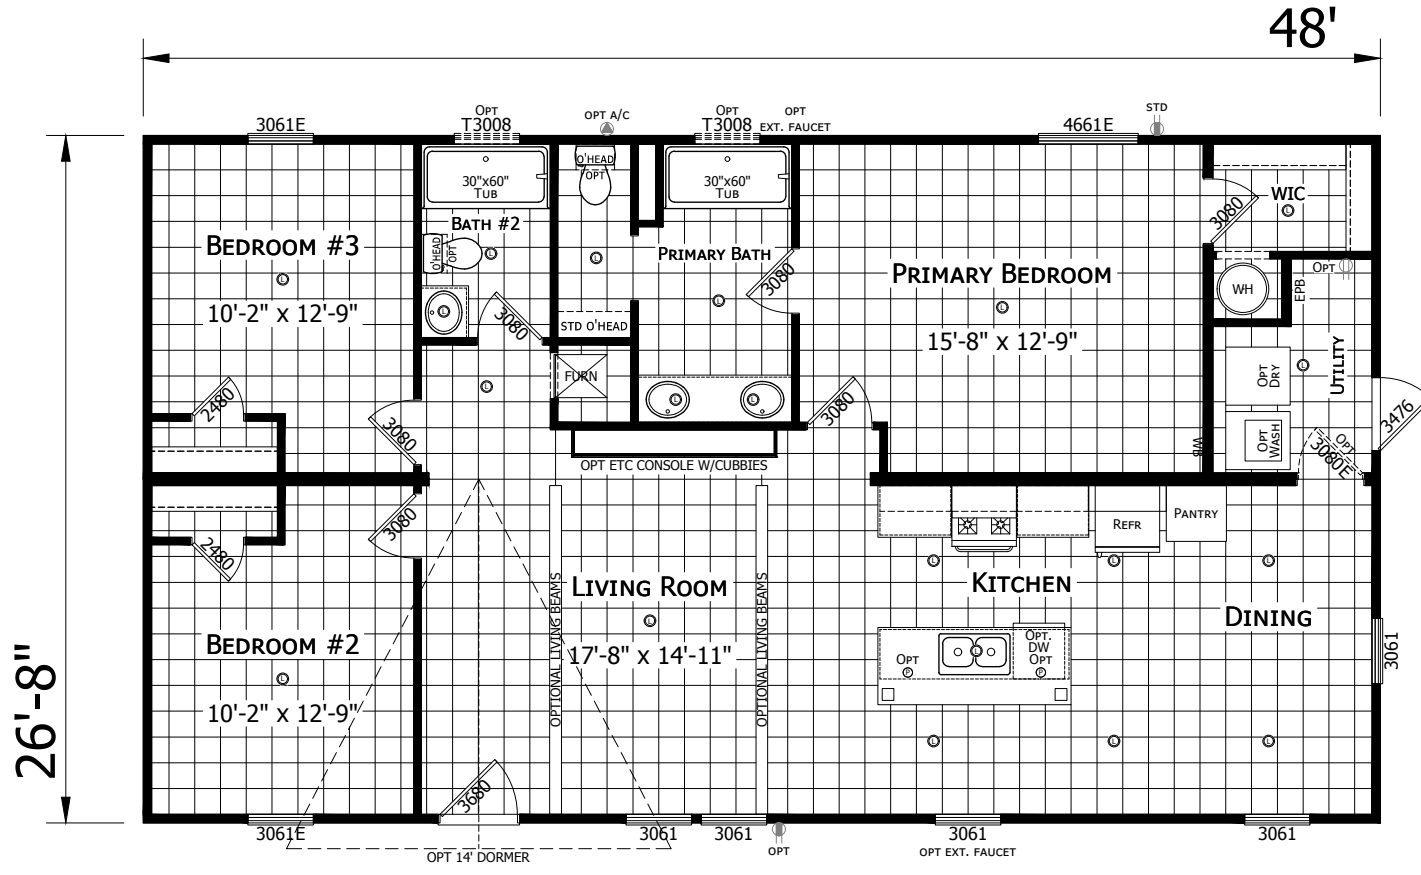 48'
26'-8"
3061E
OPT
T3008
OPT A/C
OPT
T3008
OPT
EXT. FAUCET
4661E
STD
30"x60"
TUB
O'HEAD
OPT
30"x60"
TUB
BEDROOM #3
10'-2" x 12'-9"
BATH #2
O'HEAD
OPT
L
3080
STD O'HEAD
FURN
PRIMARY BATH
3080
PRIMARY BEDROOM
15'-8" x 12'-9"
3080
WIC
WH
EPB
OPT
UTILITY
OPT
DRY
OPT
WASH
WB
3476
OPT
3080E
2480
3080
3080
OPT ETC CONSOLE W/CUBBIES
3080
2480
BEDROOM #2
10'-2" x 12'-9"
LIVING ROOM
17'-8" x 14'-11"
OPTIONAL LIVING BEAMS
OPTIONAL LIVING BEAMS
REFR
PANTRY
KITCHEN
DINING
OPT
P
OPT.
DW
OPT
P
3061
3680
3061E
3061
3061
3061
3061
OPT 14' DORMER
OPT
OPT EXT. FAUCET